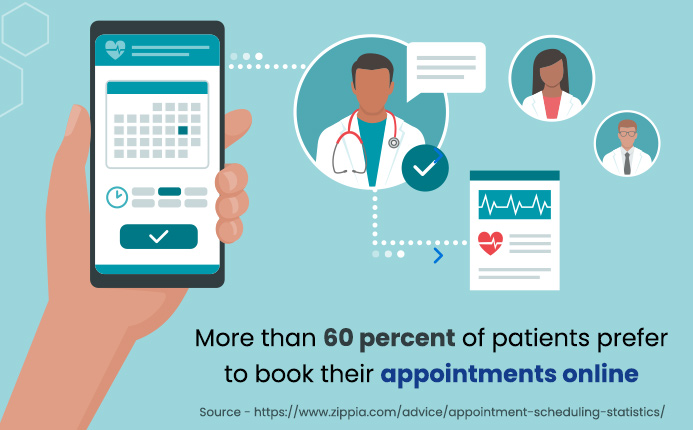 More than 60 percent of patients prefer
to book their appointments online
Source - https://www.zippia.com/advice/appointment-scheduling-statistics/